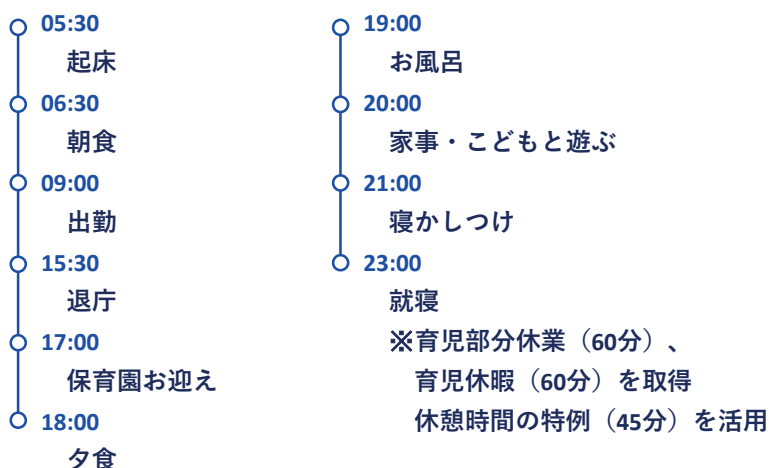 05:30
起床
06:30
朝食
09:00
出勤
15:30
退庁
17:00
保育園お迎え
18:00
夕食
19:00
お風呂
20:00
家事・こどもと遊ぶ
21:00
寝かしつけ
23:00
就寝
※育児部分休業（60分）、
育児休暇（60分）を取得
休憩時間の特例（45分）を活用